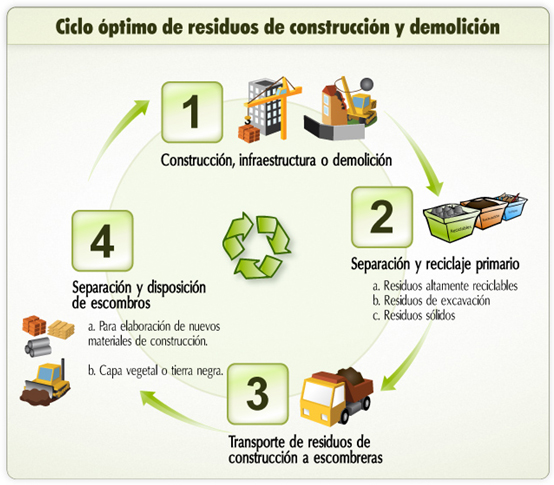 Ciclo óptimo de residuos de construcción y demolición
1
Construcción, infraestructura o demolición
2
Separación y reciclaje primario
a. Residuos altamente reciclables
b. Residuos de excavación
c. Residuos sólidos
3
Transporte de residuos de
construcción a escombreras
4
Separación y disposición
de escombros
a. Para elaboración de nuevos
materiales de construcción.
b. Capa vegetal o tierra negra.